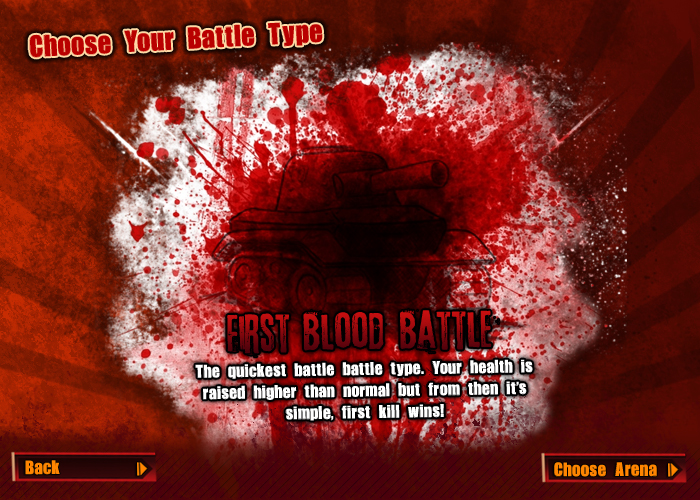 Choose Your Battle Type
FIRST BLOOD BATTLE
The quickest battle battle type. Your health is
raised higher than normal but from then it's
simple, first kill wins!
Back
Choose Arena